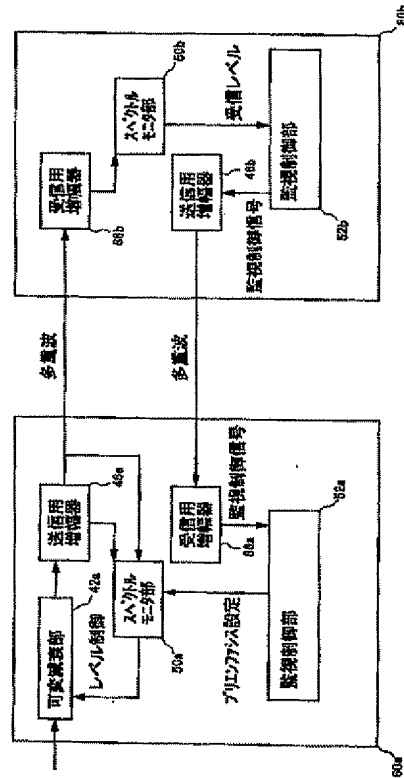 可変減衰部
42a
送信用
増幅器
46a
レベル制御
スペクトル
モニタ部
50a
受信用
増幅器
監視制御信号
プリエンファシス設定
監視制御部
52a
60a
多重波
多重波
受信用
増幅器
スペクトル
モニタ部
50b
受信レベル
送信用
増幅器
46b
監視制御信号
監視制御部
52b
60b